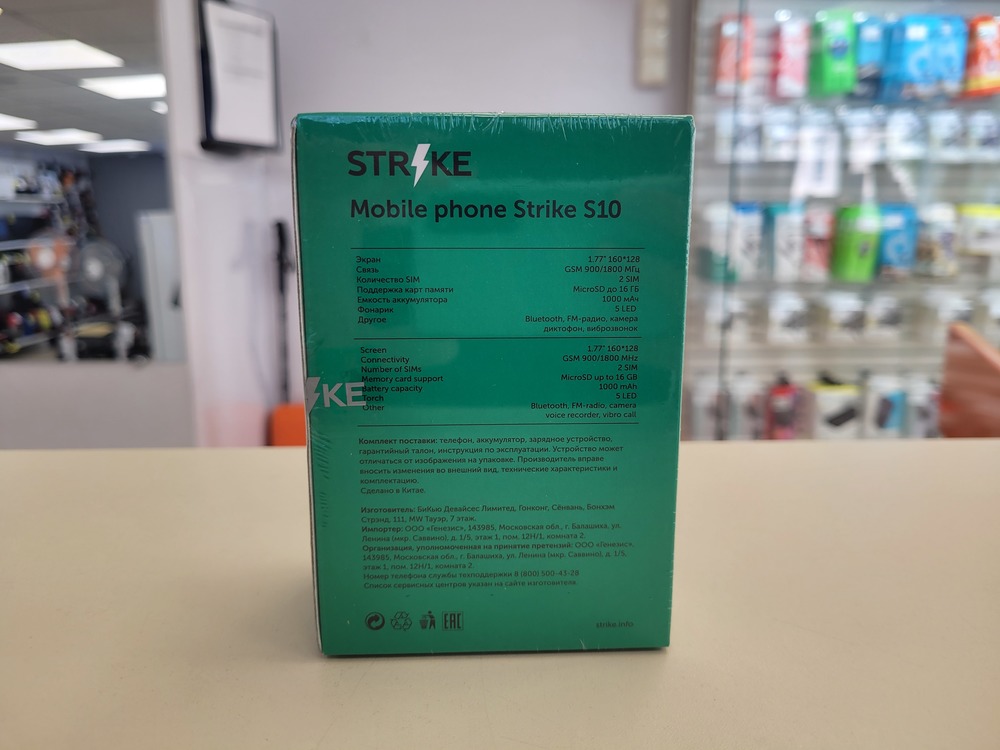 STRIKE
Mobile phone Strike S10
Экран 1.77" 160*128
Связь GSM 900/1800 МГц
Количество SIM 2 SIM
Поддержка карт памяти MicroSD до 16 ГБ
Емкость аккумулятора 1000 мАч
Фонарик 5 LED
Другое Bluetooth, FM-радио, камера
диктофон, виброзвонок
Screen 1.77" 160*128
Connectivity GSM 900/1800 MHz
Number of SIMs 2 SIM
Memory card support MicroSD up to 16 GB
Battery capacity 1000 mAh
Torch 5 LED
Other Bluetooth, FM-radio, camera
voice recorder, vibro call
KE
Комплект поставки: телефон, аккумулятор, зарядное устройство,
гарантийный талон, инструкция по эксплуатации. Устройство может
отличаться от изображения на упаковке. Производитель вправе
вносить изменения во внешний вид, технические характеристики и
комплектацию.
Сделано в Китае.
Изготовитель: БиКью Девайсес Лимитед, Гонконг, Сёнвань, Бонхэм
Стрэнд, 111, MW Тауэр, 7 этаж.
Импортер: ООО «Генезис», 143985, Московская обл., г. Балашиха, ул.
Ленина (мкр. Саввино), д. 1/5, этаж 1, пом. 12Н/1, комната 2.
Организация, уполномоченная на принятие претензий: ООО «Генезис»,
143985, Московская обл., г. Балашиха, ул. Ленина (мкр. Саввино), д. 1/5,
этаж 1, пом. 12Н/1, комната 2.
Номер телефона службы техподдержки 8 (800) 500-43-28
Список сервисных центров указан на сайте изготовителя.
EAC
strike.info